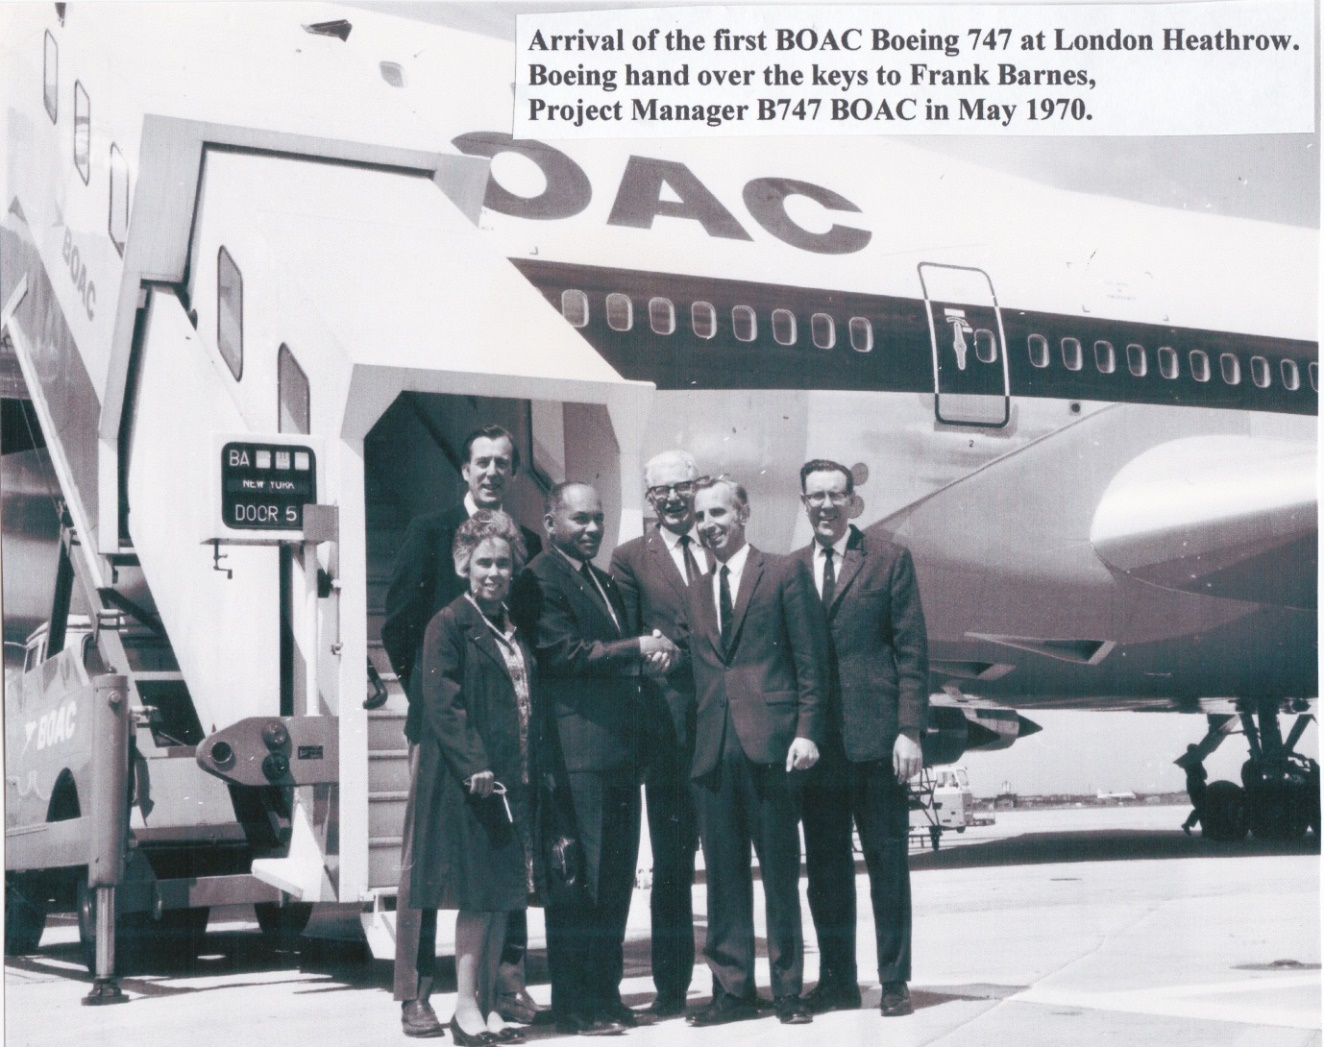 Arrival of the first BOAC Boeing 747 at London Heathrow.
Boeing hand over the keys to Frank Barnes,
Project Manager B747 BOAC in May 1970.
OAC
BOAC
BA
NEW YORK
DOOR 5
BOAC
2